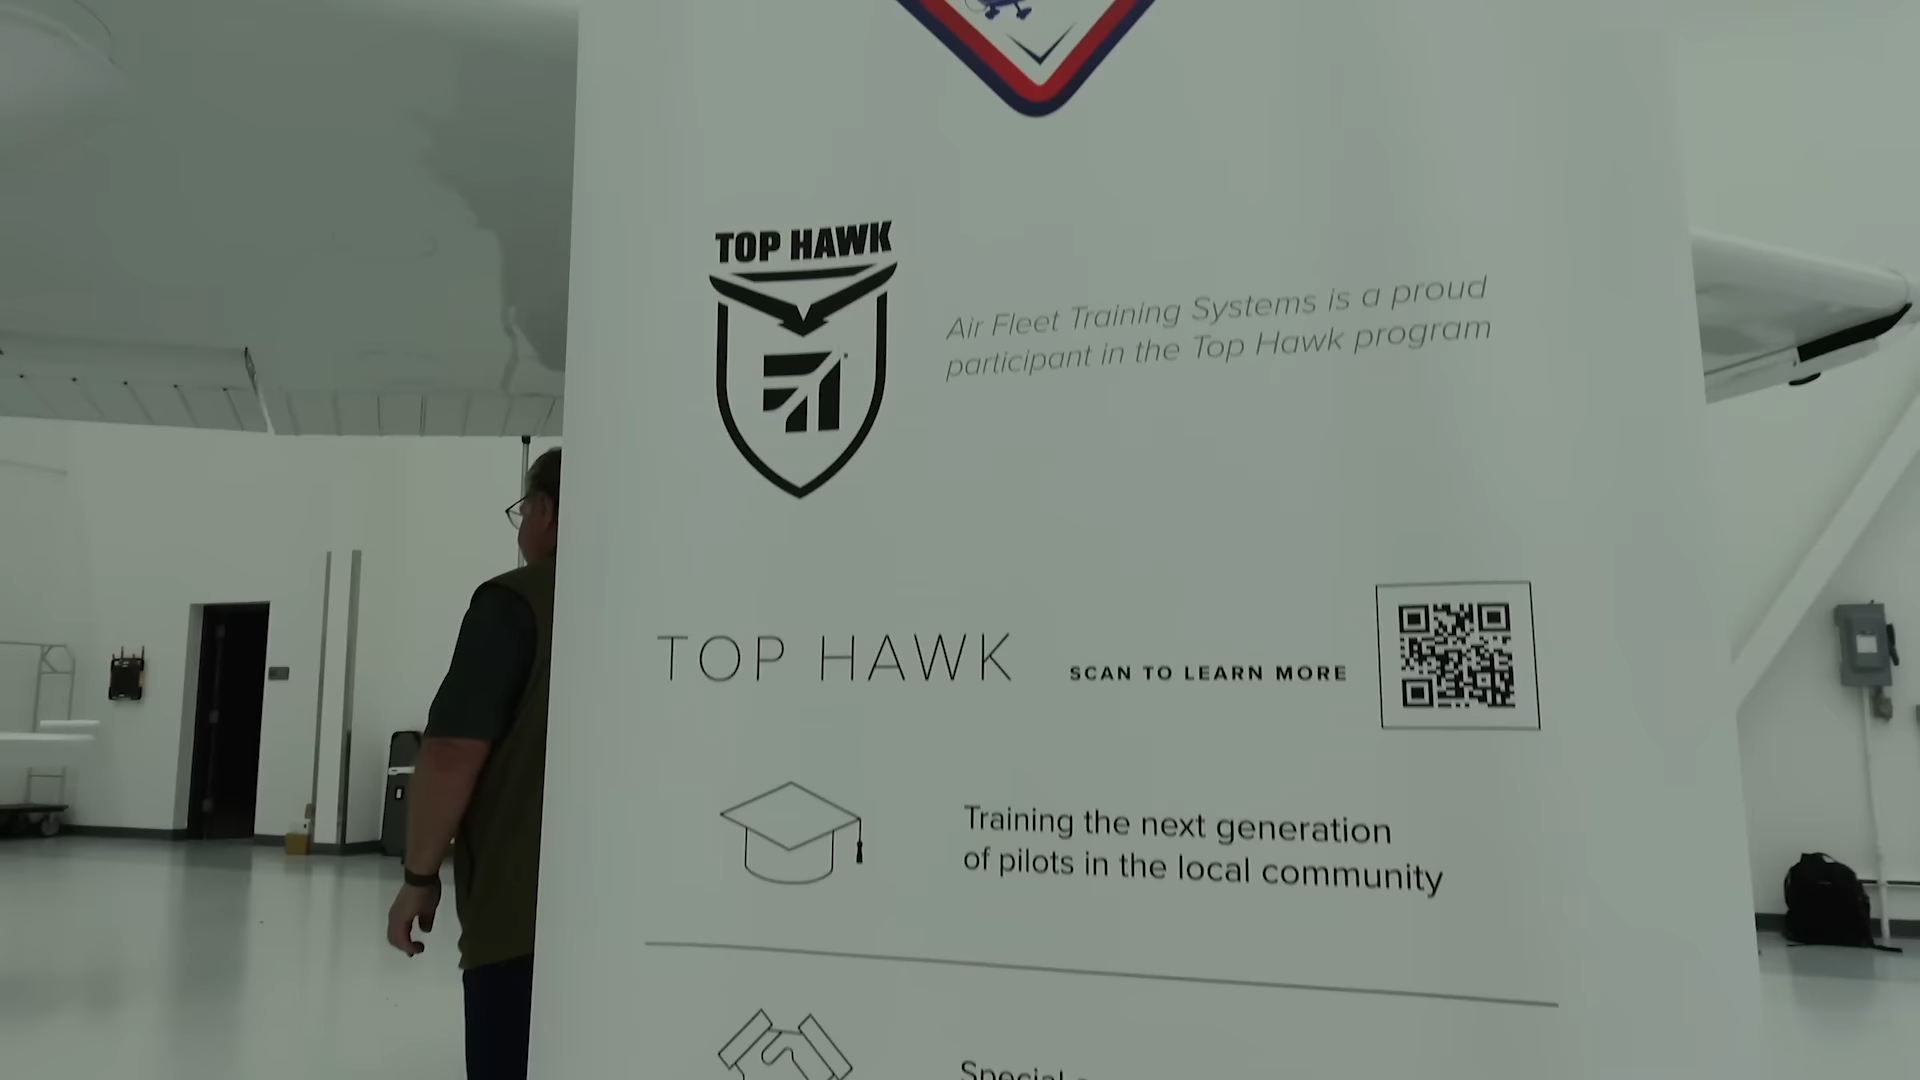 TOP HAWK
Air Fleet Training Systems is a proud
participant in the Top Hawk program
TOP HAWK
SCAN TO LEARN MORE
Training the next generation
of pilots in the local community
Special